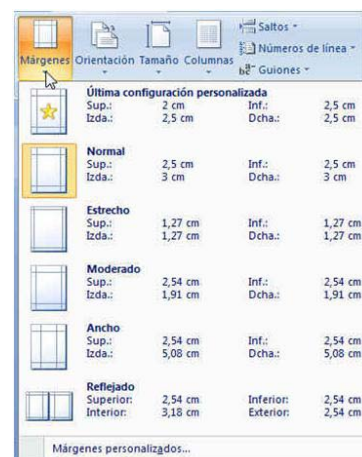 Márgenes Orientación Tamaño Columnas
Saltos
Números de línea
Guiones
Última configuración personalizada
Sup.: 2 cm Inf.: 2,5 cm
Izda.: 2,5 cm Dcha.: 2,5 cm
Normal
Sup.: 2,5 cm Inf.: 2,5 cm
Izda.: 3 cm Dcha.: 3 cm
Estrecho
Sup.: 1,27 cm Inf.: 1,27 cm
Izda.: 1,27 cm Dcha.: 1,27 cm
Moderado
Sup.: 2,54 cm Inf.: 2,54 cm
Izda.: 1,91 cm Dcha.: 1,91 cm
Ancho
Sup.: 2,54 cm Inf.: 2,54 cm
Izda.: 5,08 cm Dcha.: 5,08 cm
Reflejado
Superior: 2,54 cm Inferior: 2,54 cm
Interior: 3,18 cm Exterior: 2,54 cm
Márgenes personalizados...